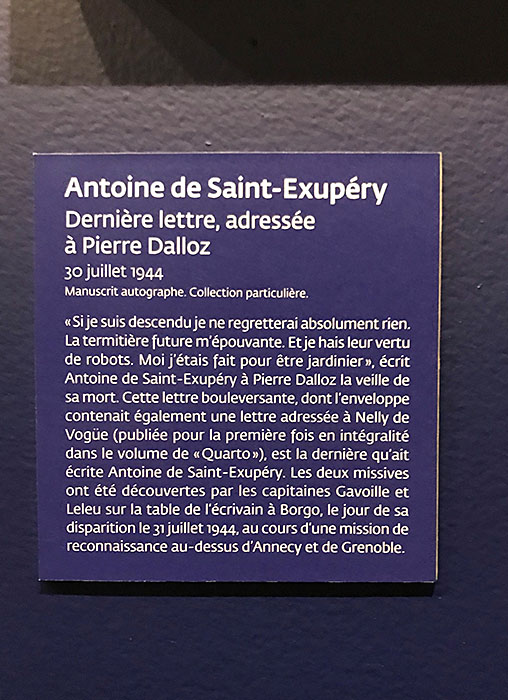 Antoine de Saint-Exupéry
Dernière lettre, adressée
à Pierre Dalloz
30 juillet 1944
Manuscrit autographe. Collection particulière.
« Si je suis descendu je ne regretterai absolument rien.
La termitière future m’épouvante. Et je hais leur vertu
de robots. Moi j’étais fait pour être jardinier », écrit
Antoine de Saint-Exupéry à Pierre Dalloz la veille de
sa mort. Cette lettre bouleversante, dont l’enveloppe
contenait également une lettre adressée à Nelly de
Vogüe (publiée pour la première fois en intégralité
dans le volume de « Quarto »), est la dernière qu’ait
écrite Antoine de Saint-Exupéry. Les deux missives
ont été découvertes par les capitaines Gavoille et
Leleu sur la table de l’écrivain à Borgo, le jour de sa
disparition le 31 juillet 1944, au cours d’une mission de
reconnaissance au-dessus d’Annecy et de Grenoble.